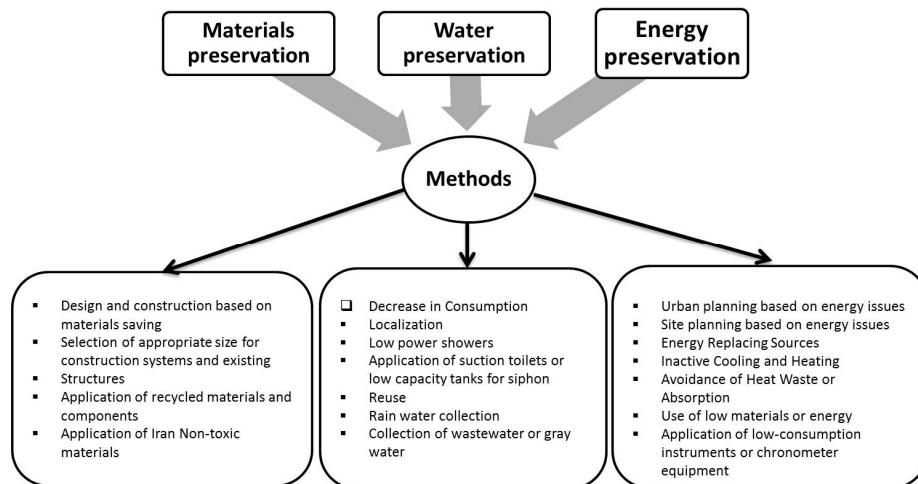 Materials
preservation
Water
preservation
Energy
preservation
Methods
▪ Design and construction based on
materials saving
▪ Selection of appropriate size for
construction systems and existing
▪ Structures
▪ Application of recycled materials and
components
▪ Application of Iran Non-toxic
materials
❑ Decrease in Consumption
▪ Localization
▪ Low power showers
▪ Application of suction toilets or
low capacity tanks for siphon
▪ Reuse
▪ Rain water collection
▪ Collection of wastewater or gray
water
▪ Urban planning based on energy issues
▪ Site planning based on energy issues
▪ Energy Replacing Sources
▪ Inactive Cooling and Heating
▪ Avoidance of Heat Waste or
Absorption
▪ Use of low materials or energy
▪ Application of low-consumption
instruments or chronometer
equipment